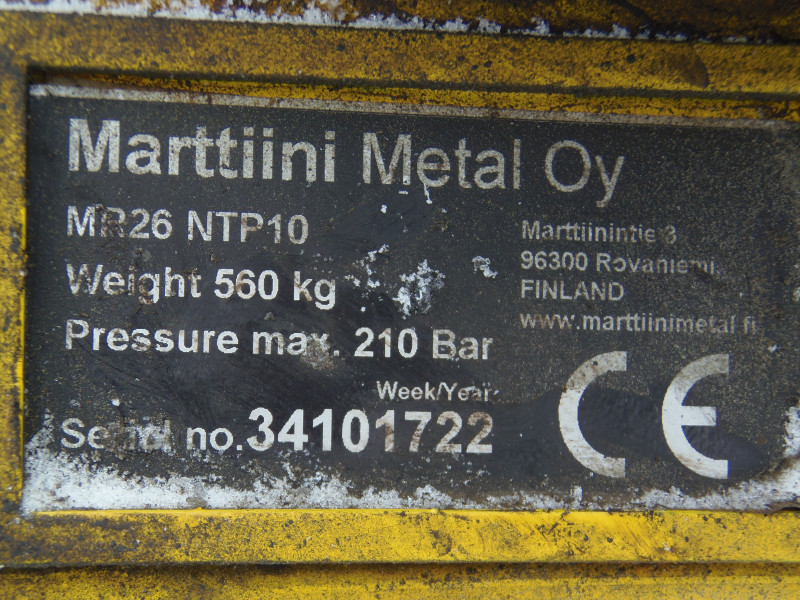 Marttiini Metal Oy
MR26 NTP10
Weight 560 kg
Pressure max. 210 Bar
Week/Year
Serial no. 34101722
Marttiinintie 3
96300 Rovaniemi,
FINLAND
www.marttiinimetal.fi
CE